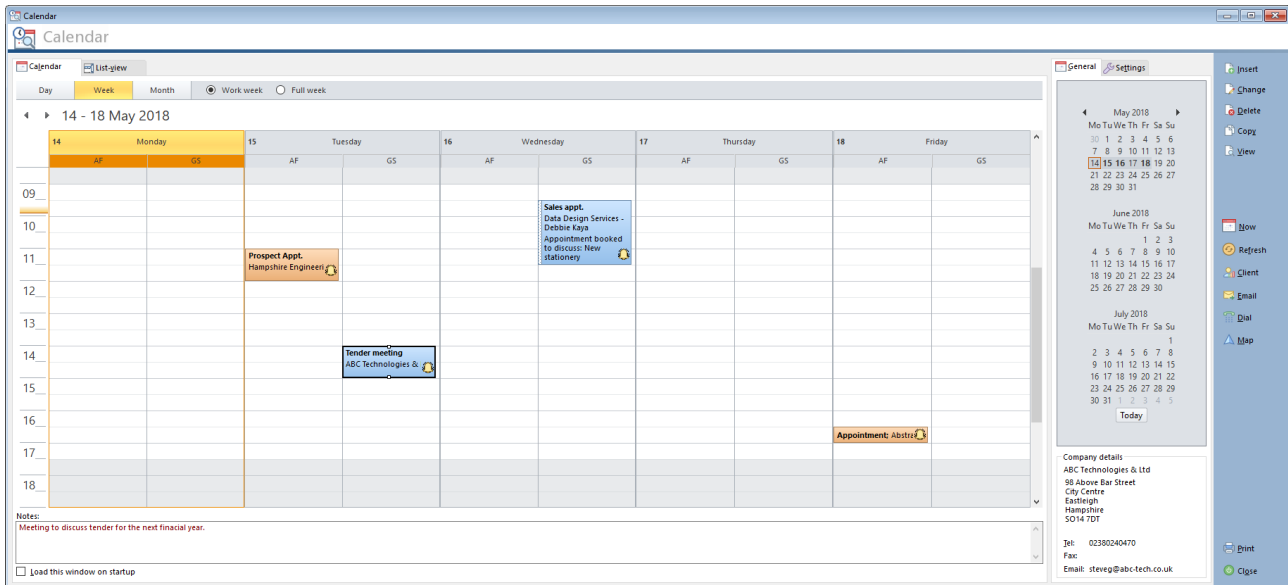 Calendar
Calendar
Calendar List-view
Day Week Month Work week Full week
14 - 18 May 2018
14 Monday 15 Tuesday 16 Wednesday 17 Thursday 18 Friday
AF GS AF GS AF GS AF GS AF GS
09
10
11
12
13
14
15
16
17
18
Prospect Appt.
Hampshire Engineeri
Tender meeting
ABC Technologies &
Sales appt.
Data Design Services -
Debbie Kaya
Appointment booked
to discuss: New
stationery
Appointment; Abstra
Notes:
Meeting to discuss tender for the next finacial year.
Load this window on startup
General Settings
May 2018
Mo Tu We Th Fr Sa Su
30 1 2 3 4 5 6
7 8 9 10 11 12 13
14 15 16 17 18 19 20
21 22 23 24 25 26 27
28 29 30 31
June 2018
Mo Tu We Th Fr Sa Su
1 2 3
4 5 6 7 8 9 10
11 12 13 14 15 16 17
18 19 20 21 22 23 24
25 26 27 28 29 30
July 2018
Mo Tu We Th Fr Sa Su
1
2 3 4 5 6 7 8
9 10 11 12 13 14 15
16 17 18 19 20 21 22
23 24 25 26 27 28 29
30 31 1 2 3 4 5
Today
Company details
ABC Technologies & Ltd
98 Above Bar Street
City Centre
Eastleigh
Hampshire
SO14 7DT
Tel: 02380240470
Fax:
Email: steveg@abc-tech.co.uk
Insert
Change
Delete
Copy
View
Now
Refresh
Client
Email
Dial
Map
Print
Close